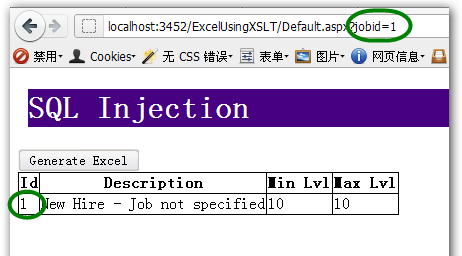 localhost:3452/ExcelUsingXSLT/Default.aspx?jobid=1
禁用 Cookies 无 CSS 错误 表单 图片 网页信息
SQL Injection
Generate Excel
Id Description Min Lvl Max Lvl
1 New Hire - Job not specified 10 10